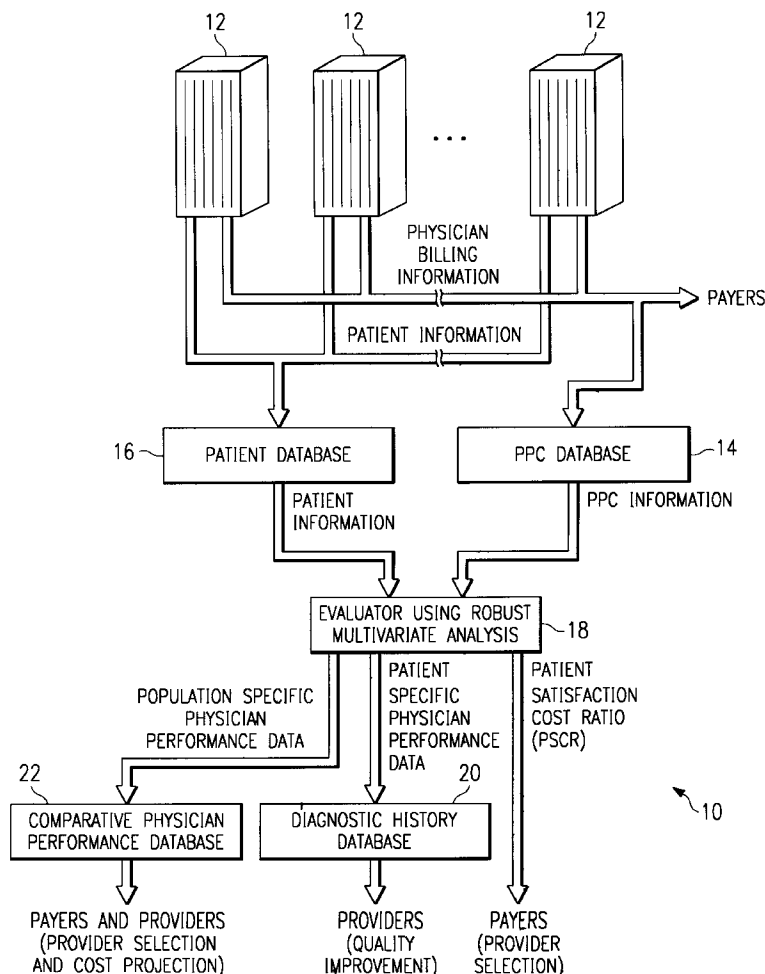 12
12
12
...
PHYSICIAN
BILLING
INFORMATION
PAYERS
PATIENT INFORMATION
16
PATIENT DATABASE
PPC DATABASE
14
PATIENT
INFORMATION
PPC INFORMATION
EVALUATOR USING ROBUST
MULTIVARIATE ANALYSIS
18
POPULATION SPECIFIC
PHYSICIAN
PERFORMANCE DATA
PATIENT
SPECIFIC
PHYSICIAN
PERFORMANCE
DATA
PATIENT
SATISFACTION
COST RATIO
(PSCR)
22
COMPARATIVE PHYSICIAN
PERFORMANCE DATABASE
20
DIAGNOSTIC HISTORY
DATABASE
10
PAYERS AND PROVIDERS
(PROVIDER SELECTION
AND COST PROJECTION)
PROVIDERS
(QUALITY
IMPROVEMENT)
PAYERS
(PROVIDER
SELECTION)